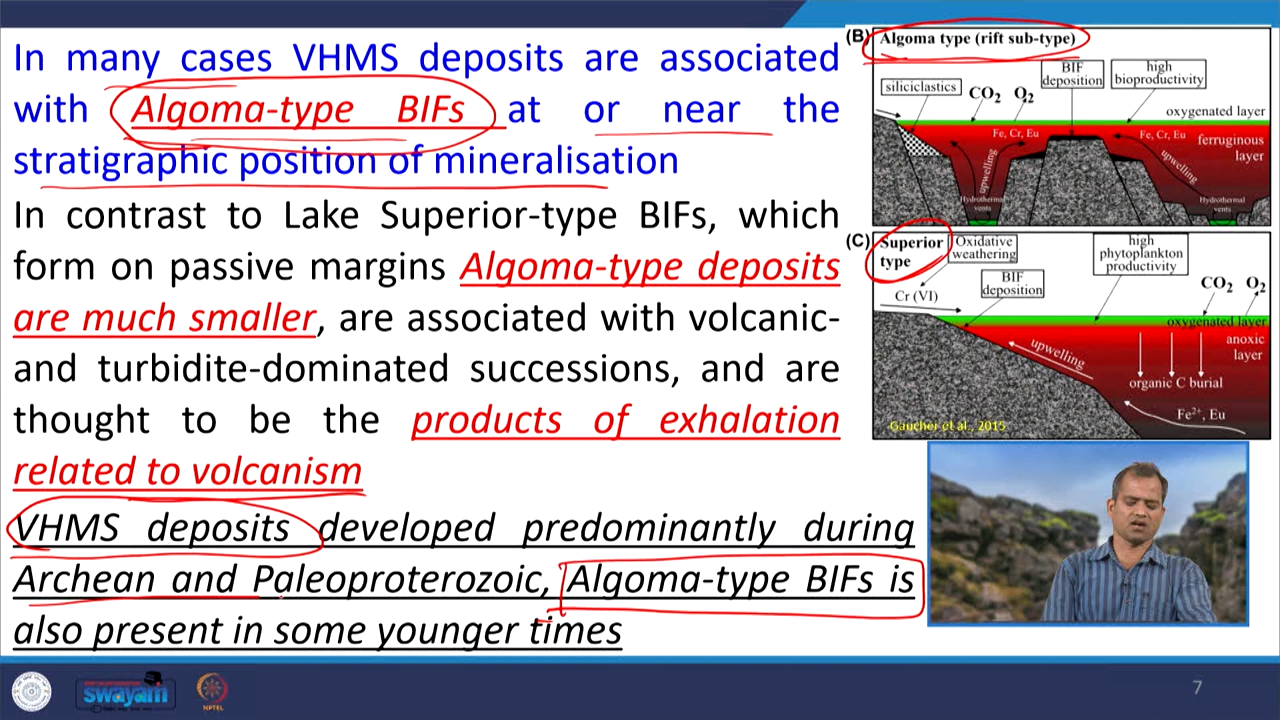 In many cases VHMS deposits are associated
with Algoma-type BIFs at or near the
stratigraphic position of mineralisation
In contrast to Lake Superior-type BIFs, which
form on passive margins Algoma-type deposits
are much smaller, are associated with volcanic-
and turbidite-dominated successions, and are
thought to be the products of exhalation
related to volcanism
VHMS deposits developed predominantly during
Archean and Paleoproterozoic, Algoma-type BIFs is
also present in some younger times
(B) Algoma type (rift sub-type)
siliciclastics
CO2 O2
BIF
deposition
high
bioproductivity
oxygenated layer
Fe, Cr, Eu
Fe, Cr, Eu
ferruginous
layer
upwelling
upwelling
Hydrothermal
vents
Hydrothermal
vents
(C) Superior
type
Oxidative
weathering
high
phytoplankton
productivity
BIF
deposition
Cr (VI)
CO2 O2
oxygenated layer
anoxic
layer
upwelling
organic C burial
Fe2+, Eu
Gaucher et al., 2015
swayam
NPTEL
7